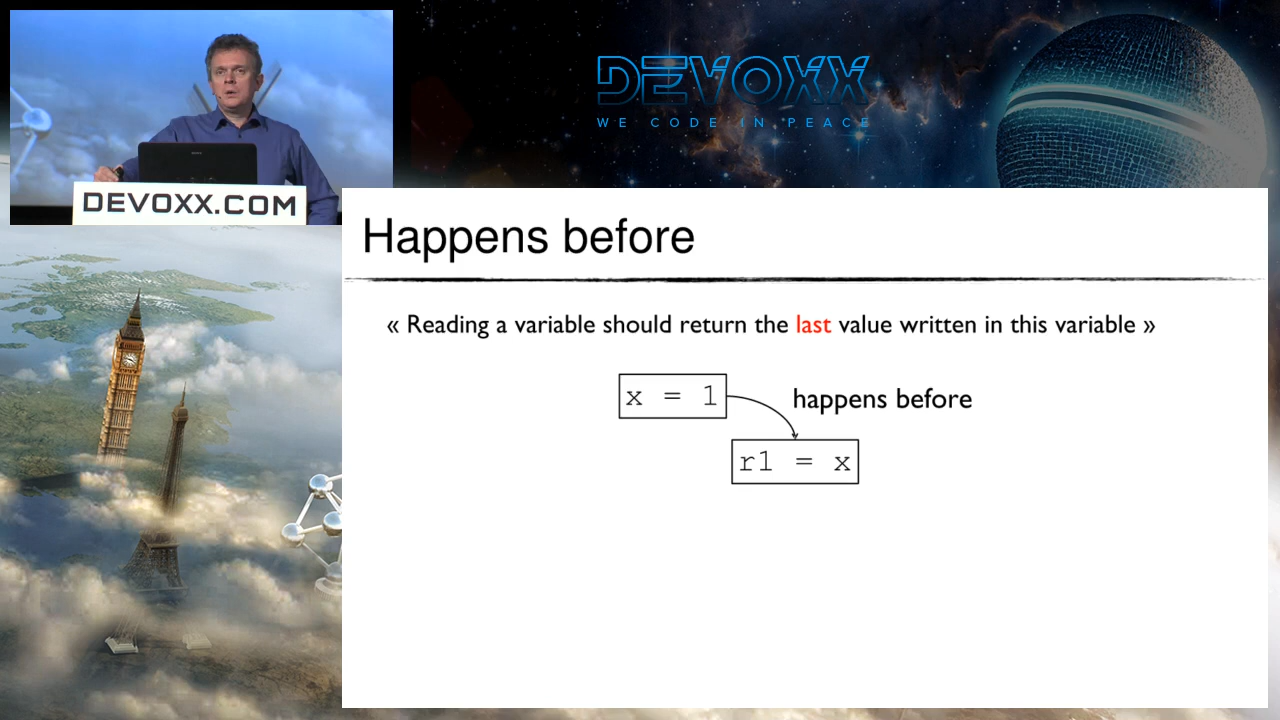 DEVOXX
WE CODE IN PEACE
DEVOXX.COM
Happens before
« Reading a variable should return the last value written in this variable »
x = 1
happens before
r1 = x